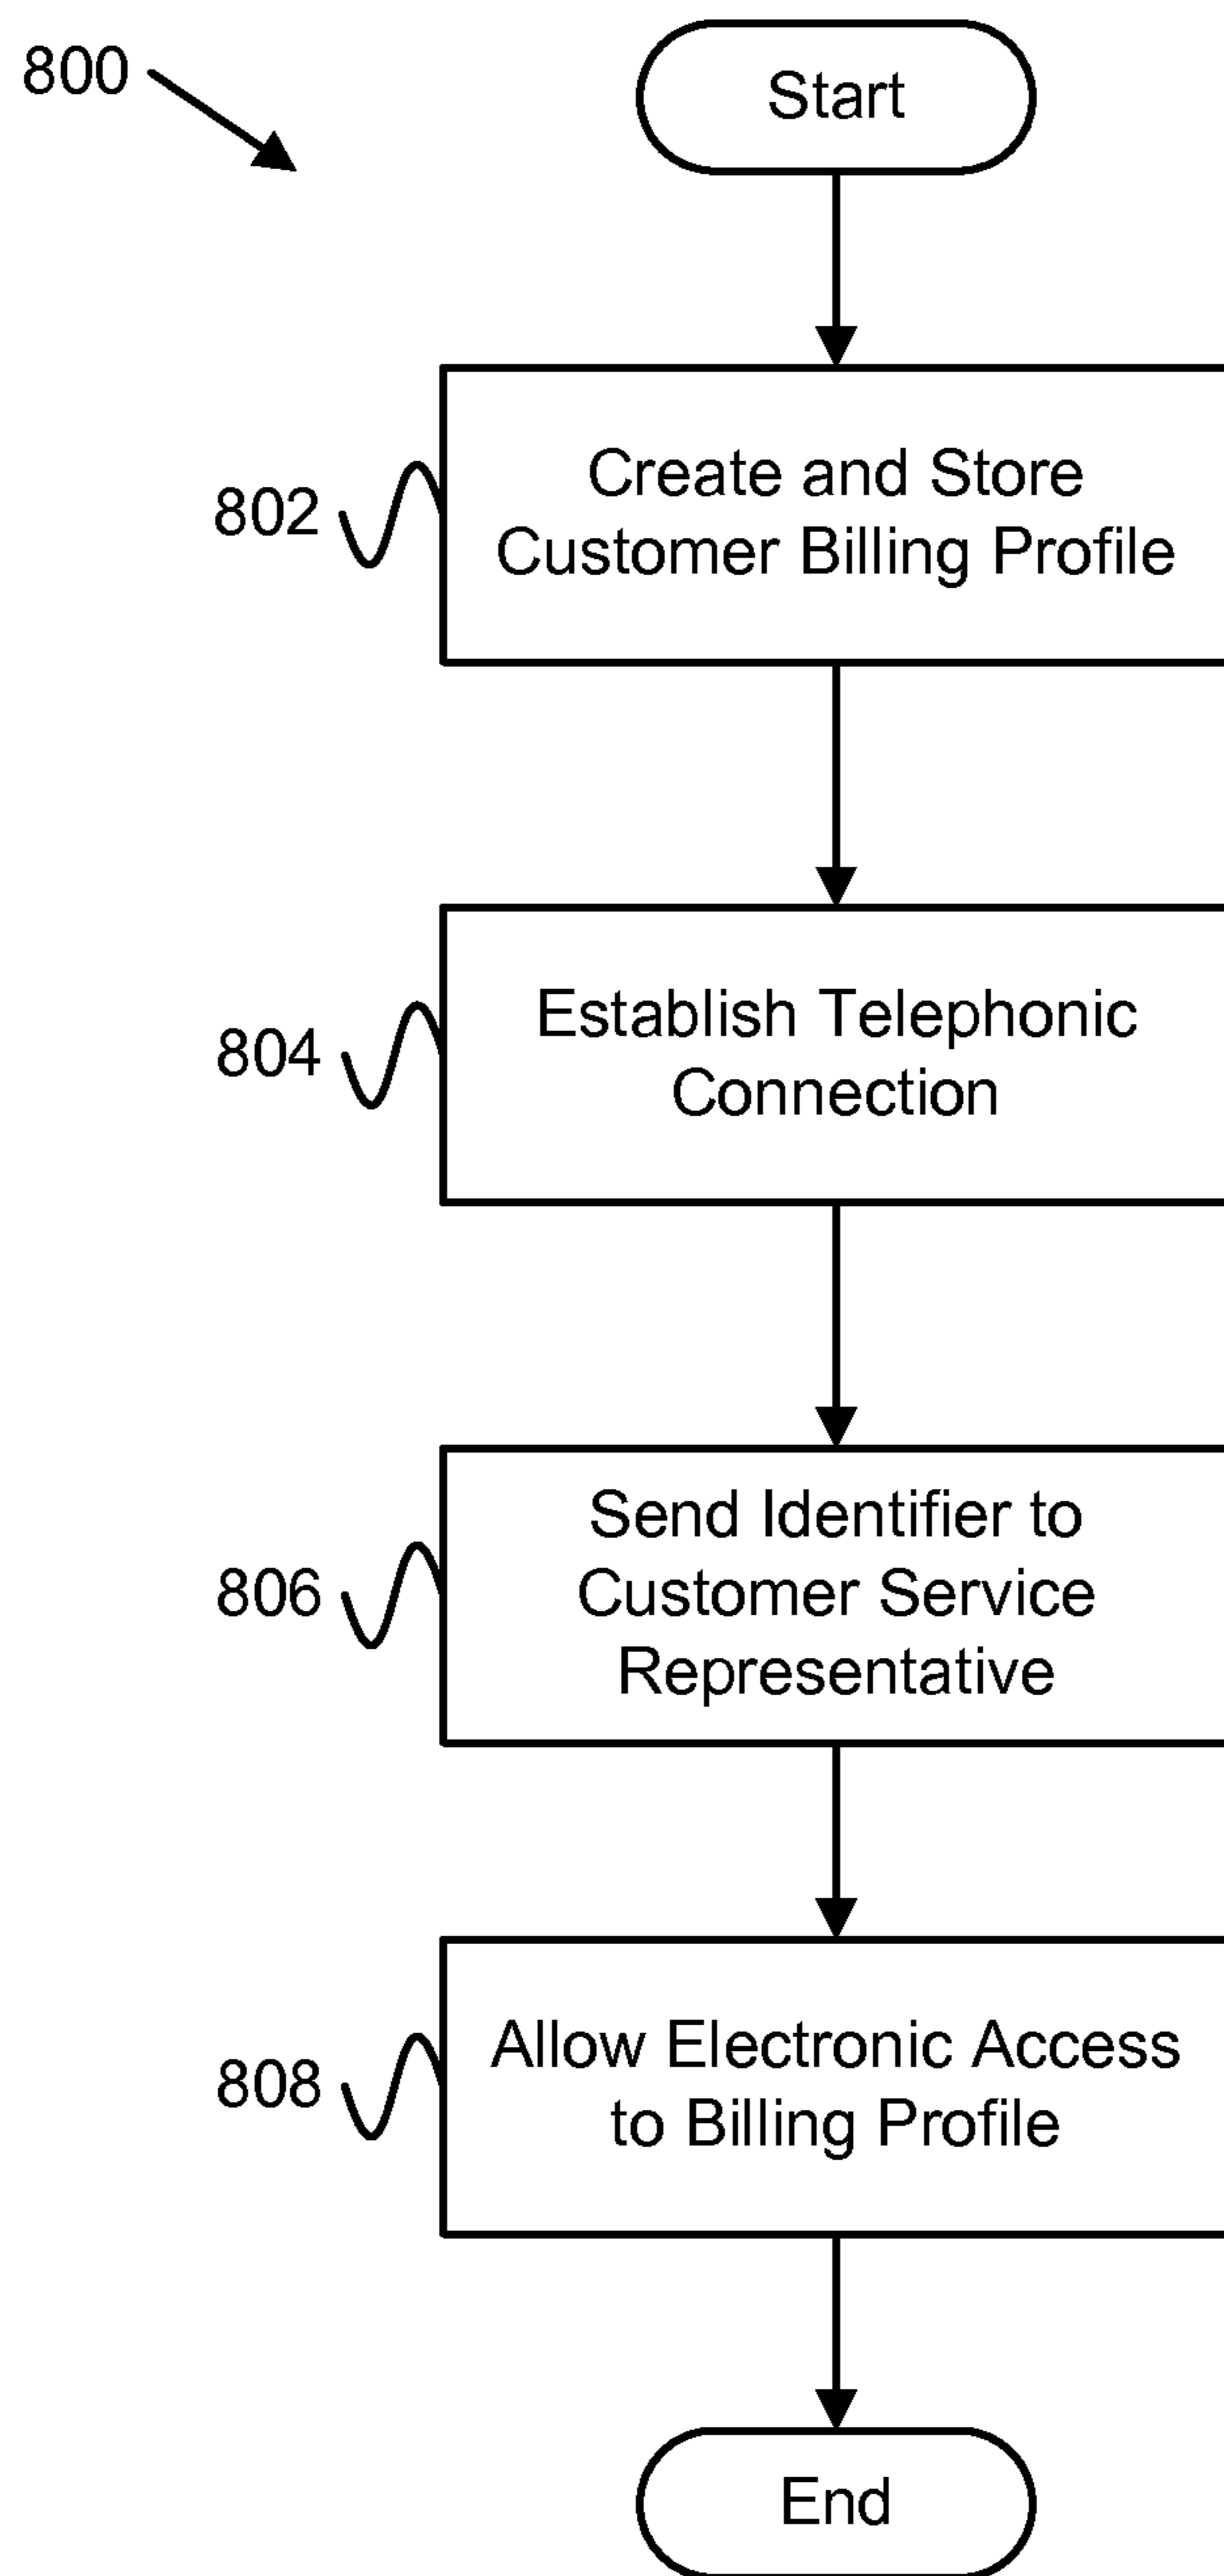 800
Start
802
Create and Store
Customer Billing Profile
804
Establish Telephonic
Connection
806
Send Identifier to
Customer Service
Representative
808
Allow Electronic Access
to Billing Profile
End